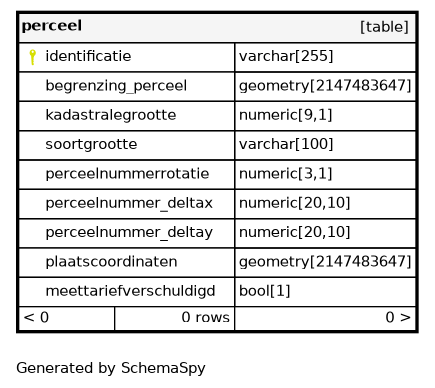 perceel [table]
identificatie varchar[255]
begrenzing_perceel geometry[2147483647]
kadastralegrootte numeric[9,1]
soortgrootte varchar[100]
perceelnummerrotatie numeric[3,1]
perceelnummer_deltax numeric[20,10]
perceelnummer_deltay numeric[20,10]
plaatscoordinaten geometry[2147483647]
meettariefverschuldigd bool[1]
< 0 0 rows 0 >
Generated by SchemaSpy